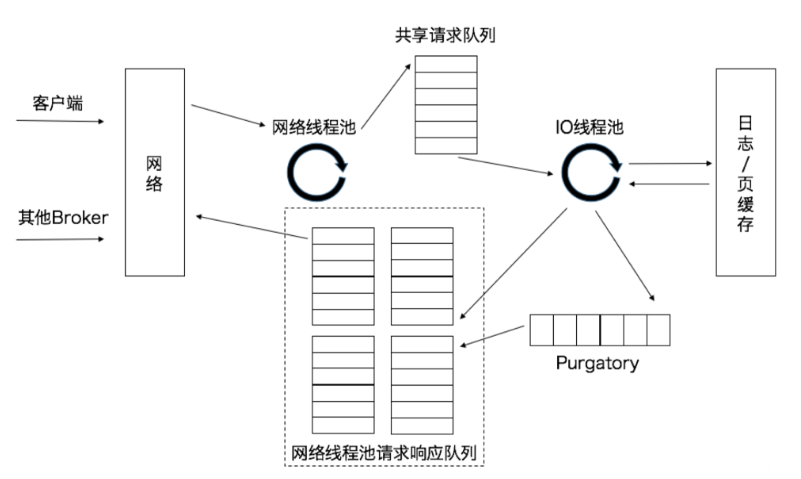 共享请求队列
客户端
网络线程池
IO线程池
网络
日志/页缓存
其他Broker
Purgatory
网络线程池请求响应队列